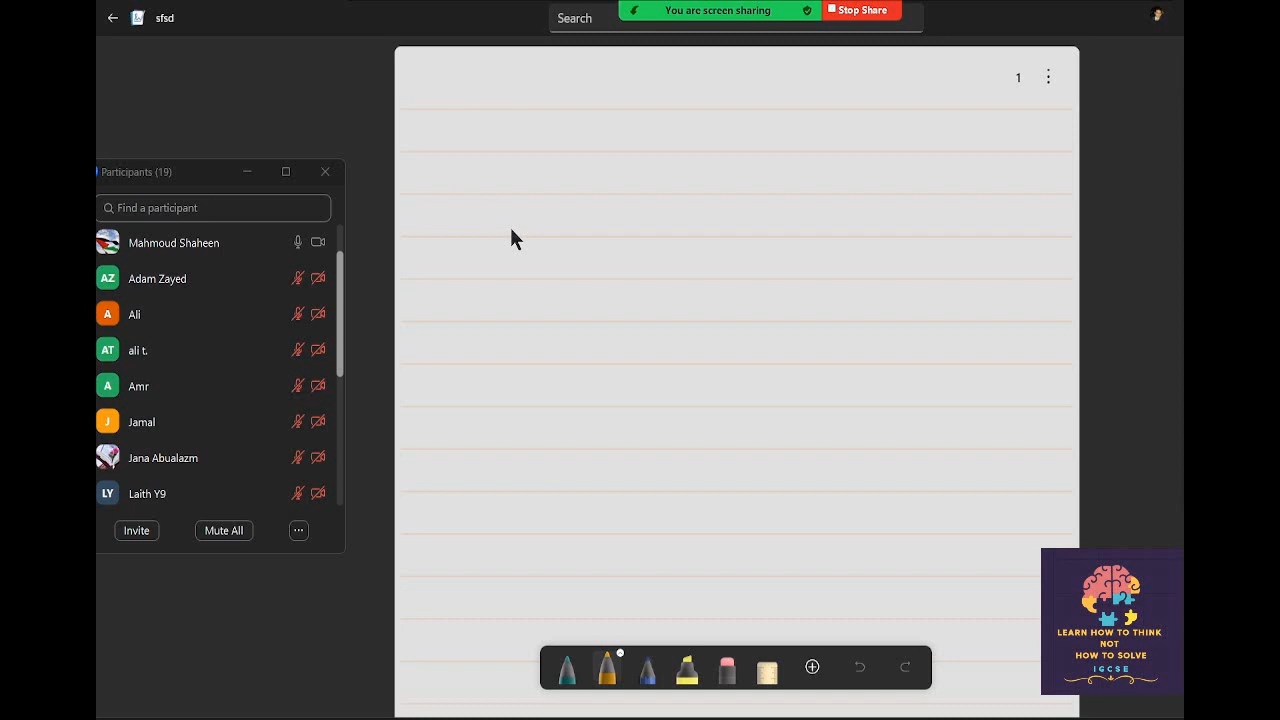 sfsd
Search
You are screen sharing
Stop Share
1
Participants (19)
Find a participant
Mahmoud Shaheen
AZ Adam Zayed
A Ali
AT ali t.
A Amr
J Jamal
Jana Abualazm
LY Laith Y9
Invite
Mute All
LEARN HOW TO THINK
NOT
HOW TO SOLVE
IGCSE